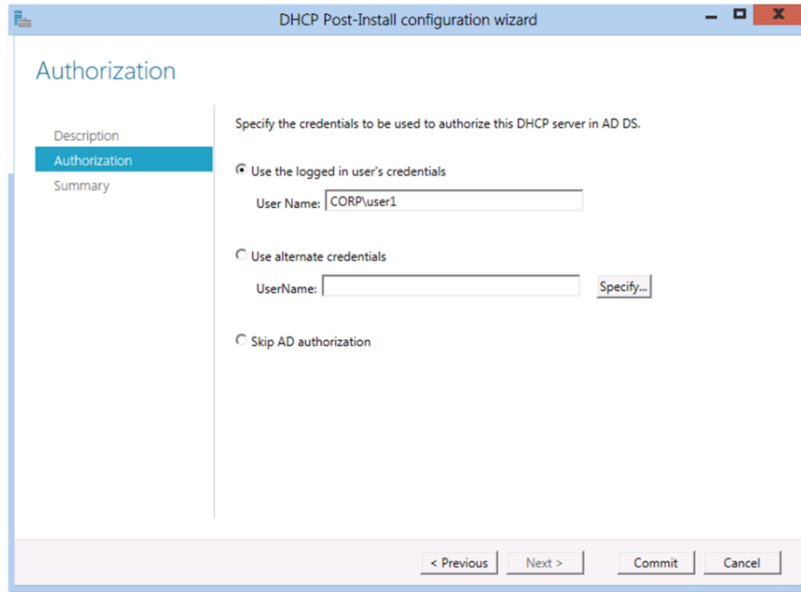 DHCP Post-Install configuration wizard
Authorization
Description
Authorization
Summary
Specify the credentials to be used to authorize this DHCP server in AD DS.
Use the logged in user's credentials
User Name: CORP\user1
Use alternate credentials
UserName:
Specify...
Skip AD authorization
< Previous
Next >
Commit
Cancel